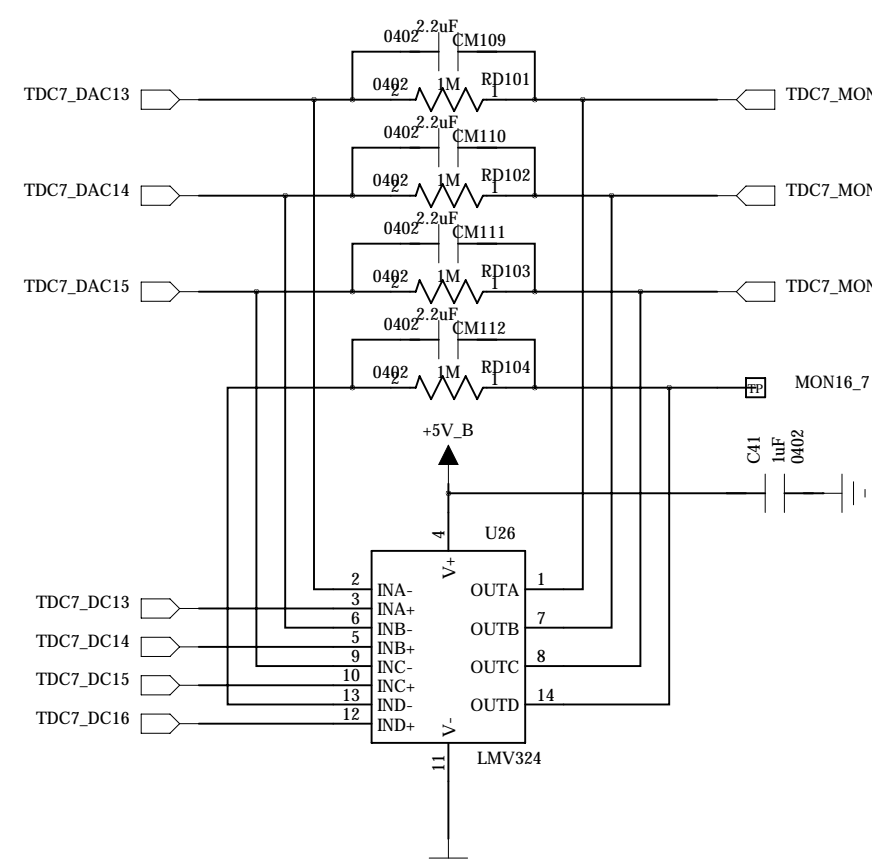 2.2uF
0402 CM109
TDC7_DAC13 0402 2 1M RD101 1 TDC7_MON
2.2uF
0402 CM110
TDC7_DAC14 0402 2 1M RD102 1 TDC7_MON
2.2uF
0402 CM111
TDC7_DAC15 0402 2 1M RD103 1 TDC7_MON
2.2uF
0402 CM112
0402 2 1M RD104 1 TP MON16_7
+5V_B
C41
1uF
0402
4 U26
V+
2 INA- OUTA 1
TDC7_DC13 3 INA+
6 INB- OUTB 7
TDC7_DC14 5 INB+
9 INC- OUTC 8
TDC7_DC15 10 INC+
13 IND- OUTD 14
TDC7_DC16 12 IND+
V-
11 LMV324